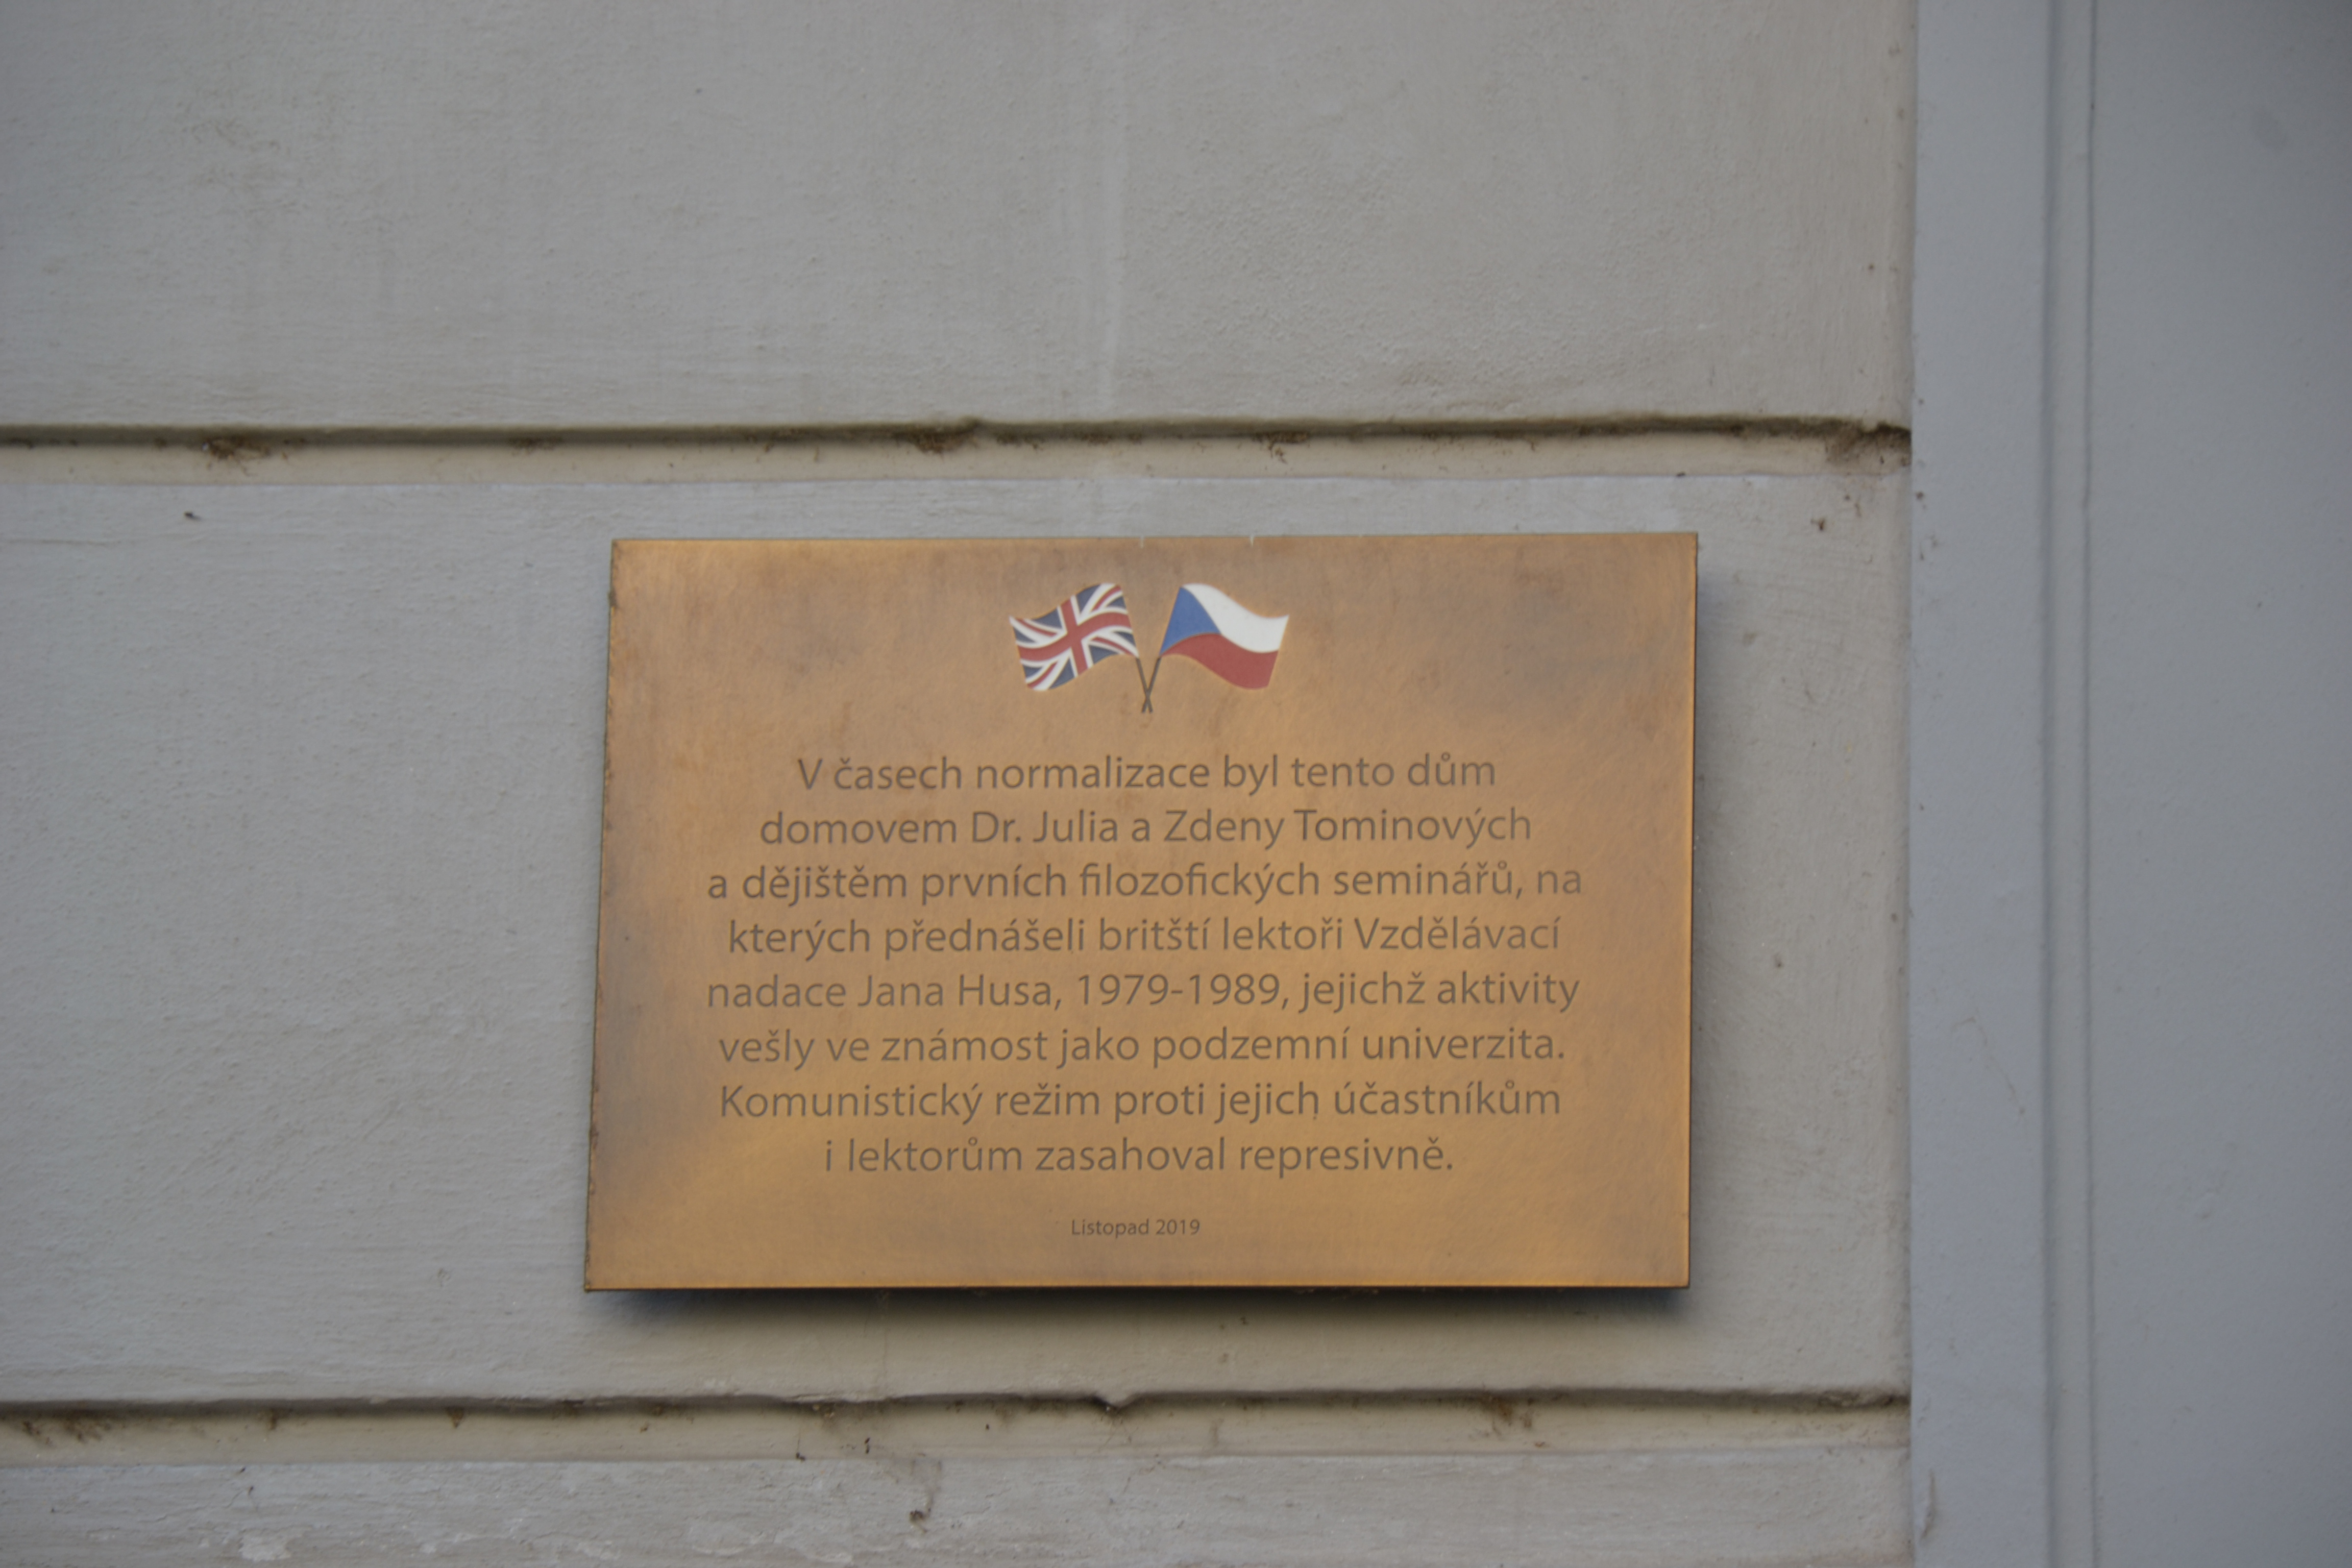 V časech normalizace byl tento dům
domovem Dr. Julia a Zdeny Tominových
a dějištěm prvních filozofických seminářů, na
kterých přednášeli britští lektoři Vzdělávací
nadace Jana Husa, 1979-1989, jejichž aktivity
vešly ve známost jako podzemní univerzita.
Komunistický režim proti jejich účastníkům
i lektorům zasahoval represivně.
Listopad 2019